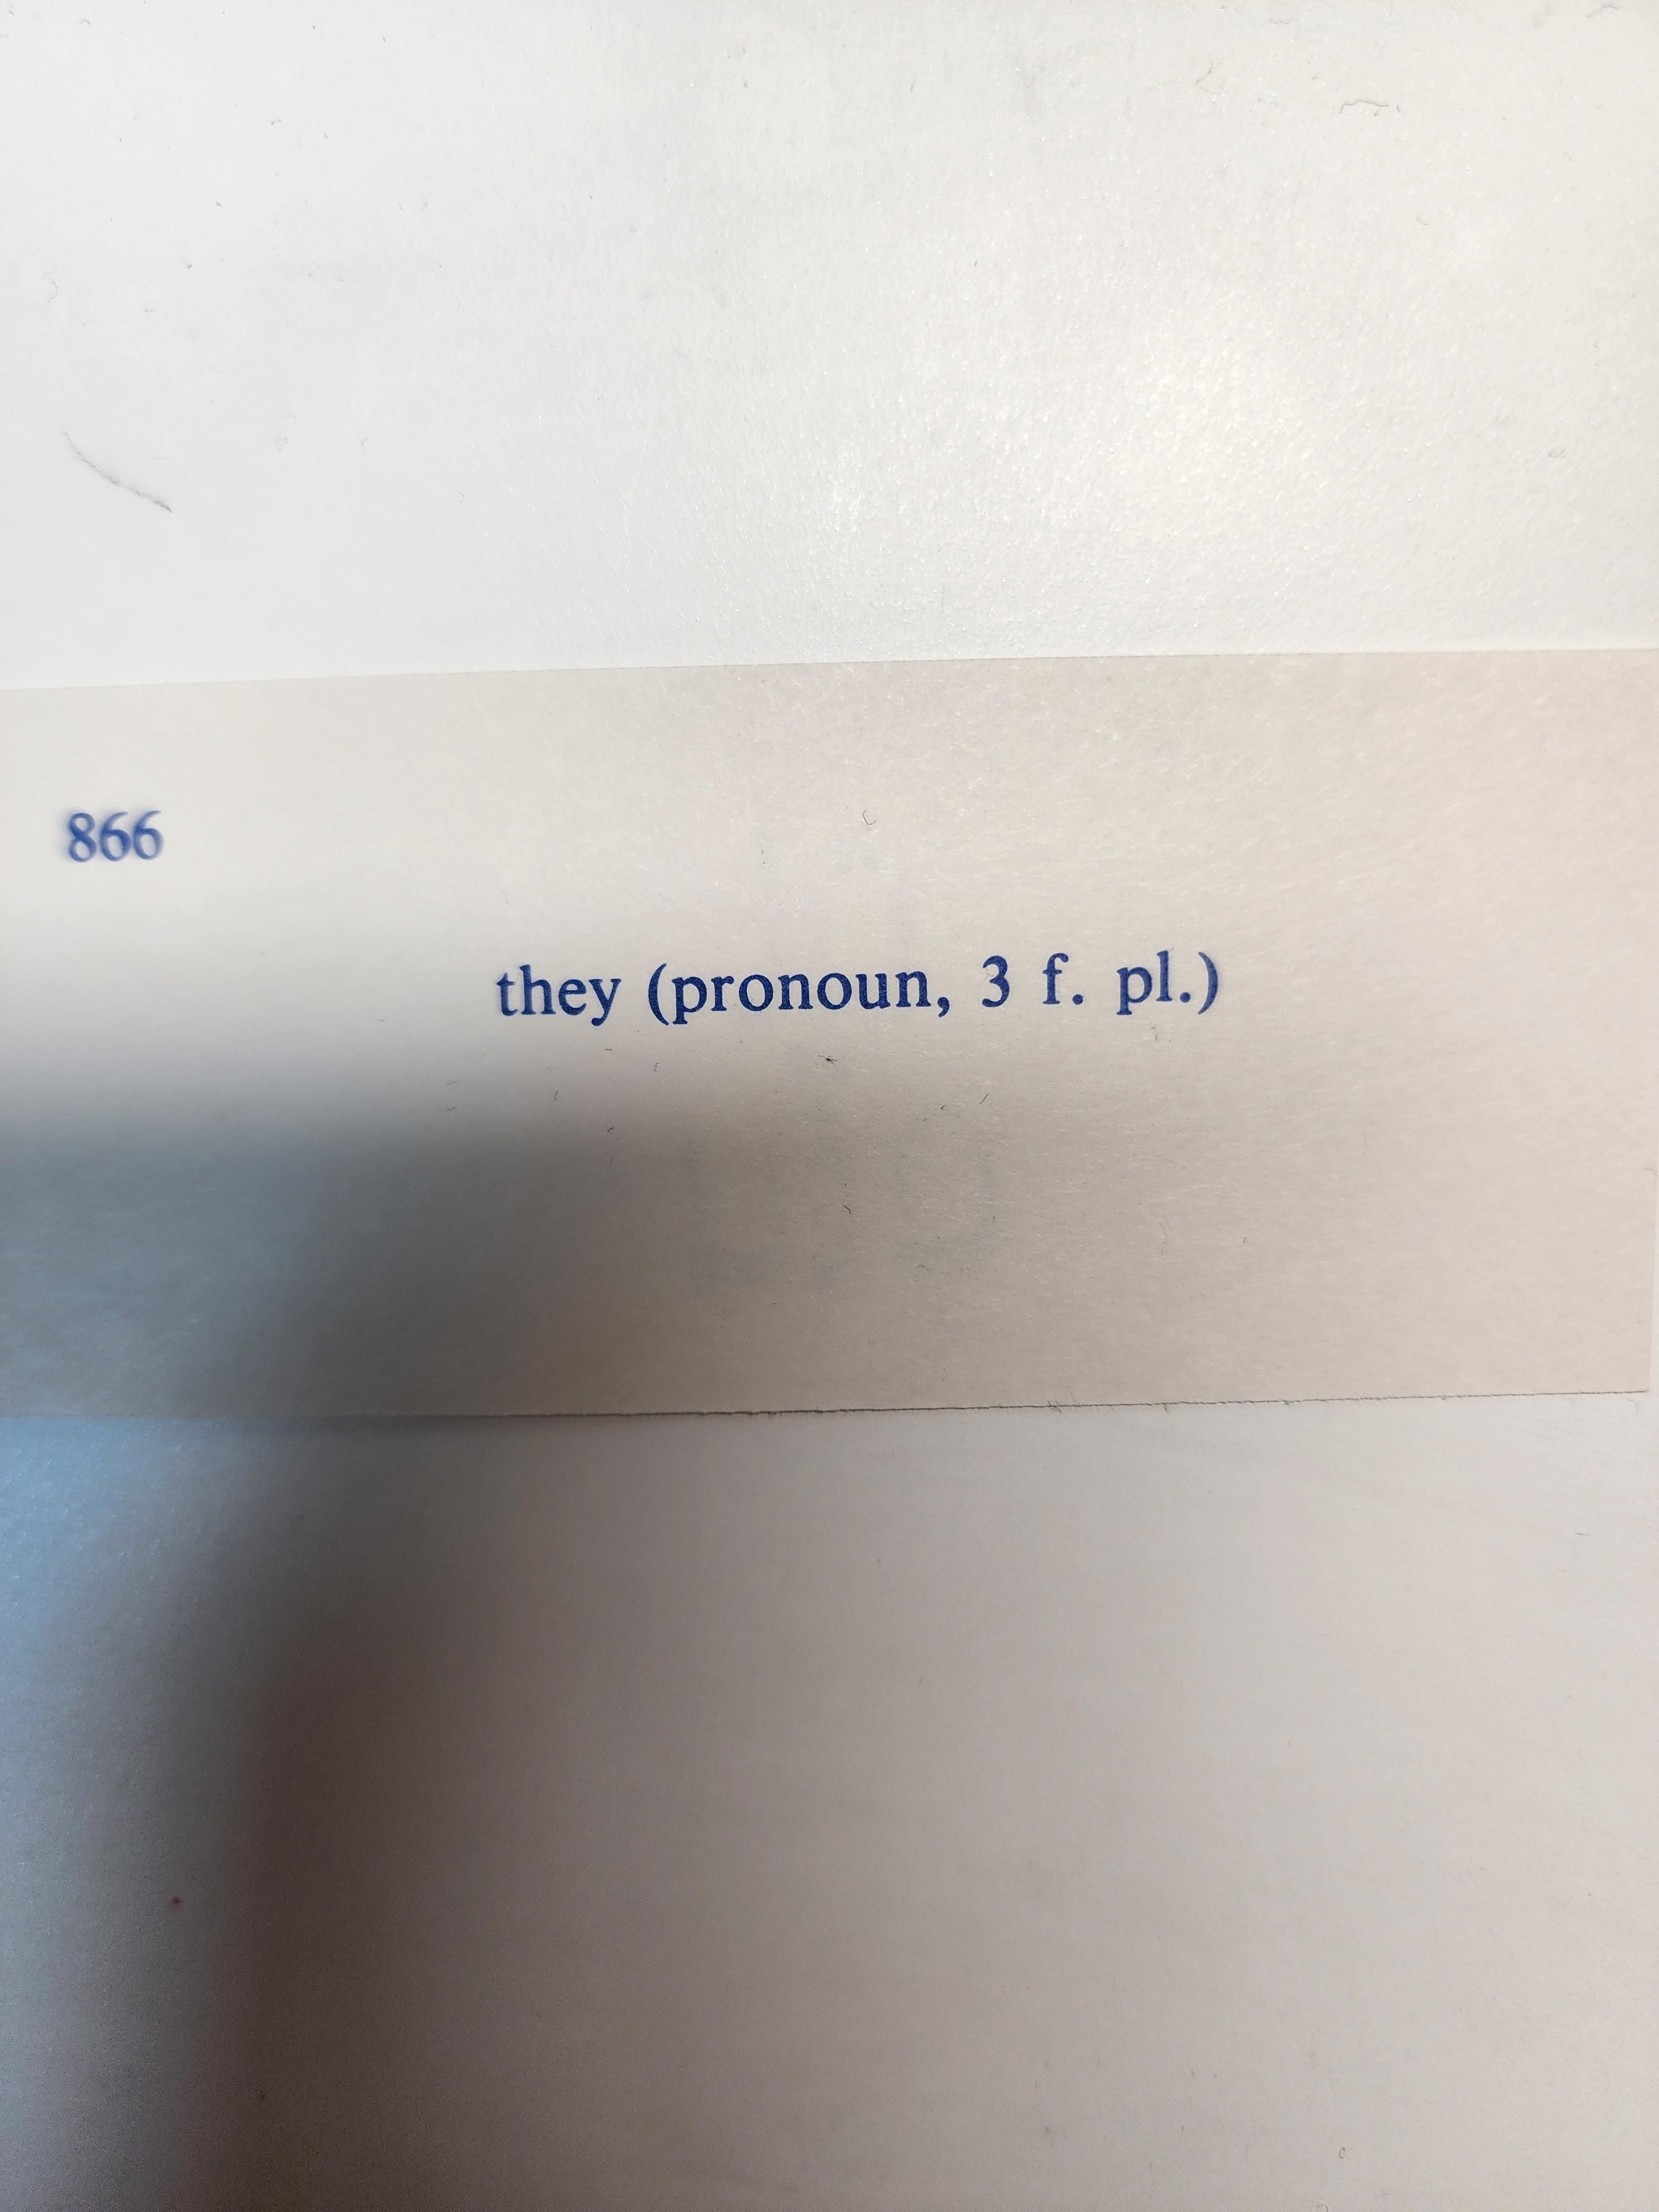 866
they (pronoun, 3 f. pl.)